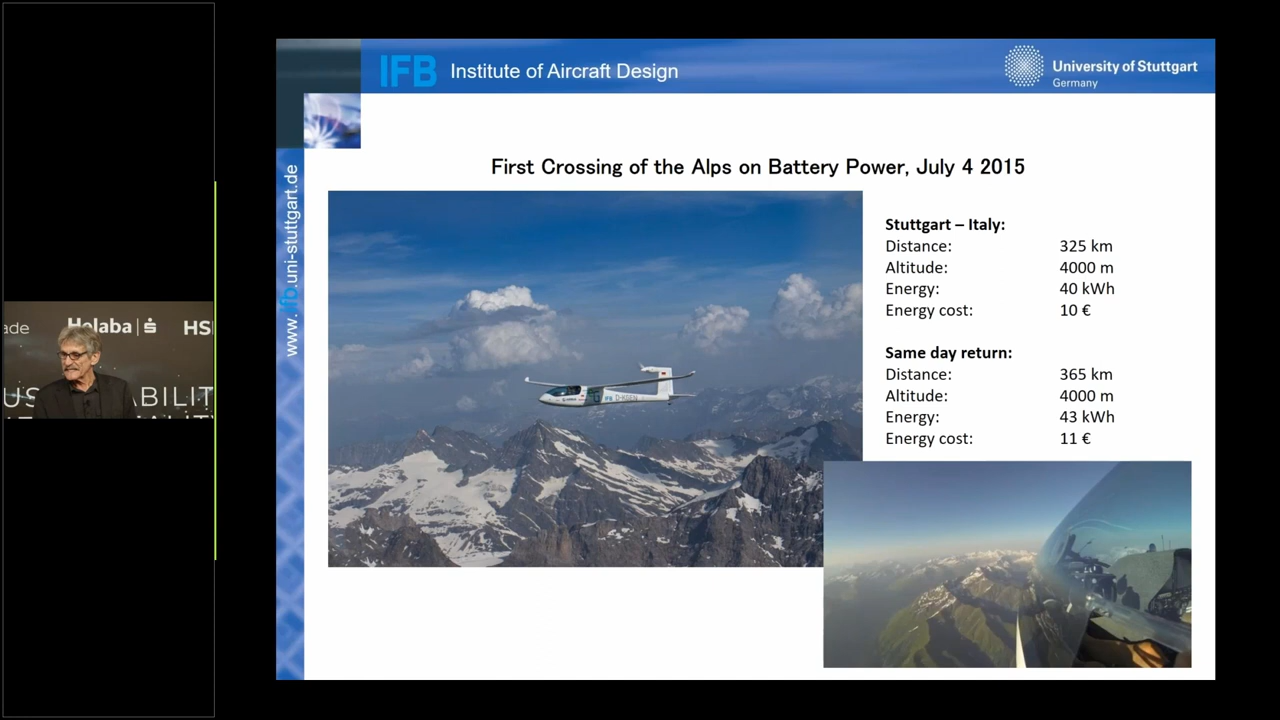 IFB Institute of Aircraft Design
University of Stuttgart
Germany
www.ifb.uni-stuttgart.de
First Crossing of the Alps on Battery Power, July 4 2015
Stuttgart – Italy:
Distance: 325 km
Altitude: 4000 m
Energy: 40 kWh
Energy cost: 10 €
Same day return:
Distance: 365 km
Altitude: 4000 m
Energy: 43 kWh
Energy cost: 11 €
D-KGEN
ade Helaba HS
US ABILIT